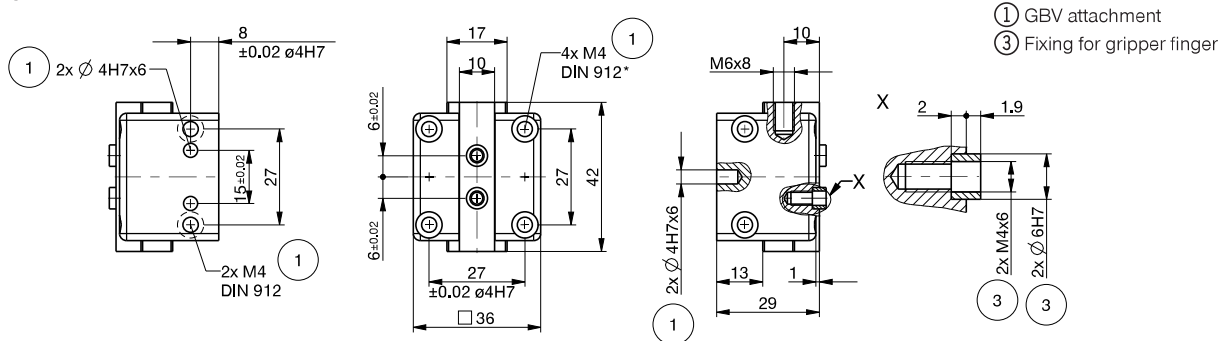 ① GBV attachment
③ Fixing for gripper finger
8
±0.02 ø4H7
1
2x ∅ 4H7x6
15±0.02
27
2x M4
DIN 912
1
17
10
4x M4
DIN 912*
1
6±0.02
6±0.02
27
42
27
±0.02 ø4H7
□ 36
10
M6x8
X
2x ∅ 4H7x6
1
13
1
29
X
2
1.9
2x M4x6
2x ∅ 6H7
3
3